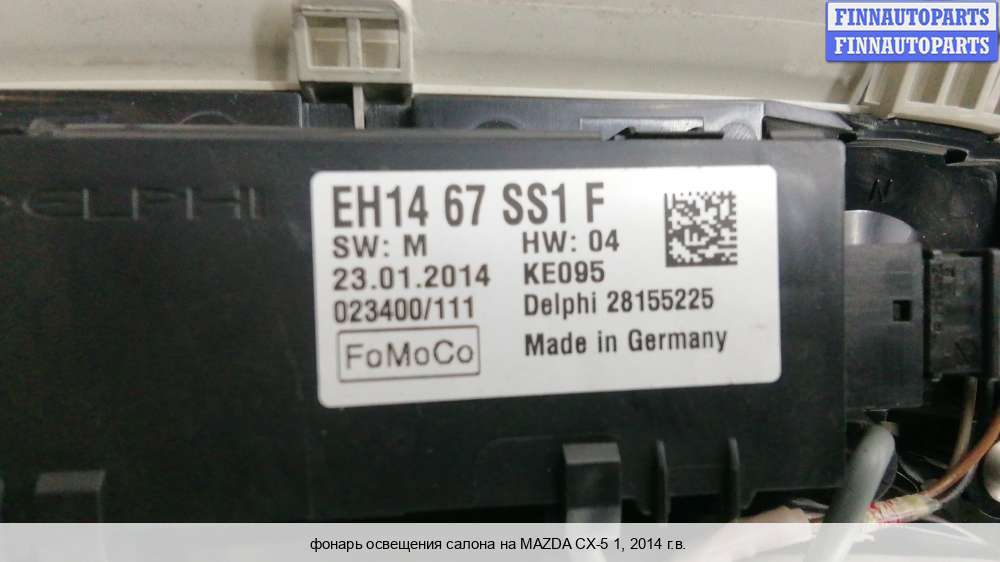 FINNAUTOPARTS
FINNAUTOPARTS
DELPHI
EH14 67 SS1 F
SW: M HW: 04
23.01.2014 KE095
023400/111 Delphi 28155225
FoMoCo Made in Germany
N
фонарь освещения салона на MAZDA CX-5 1, 2014 г.в.